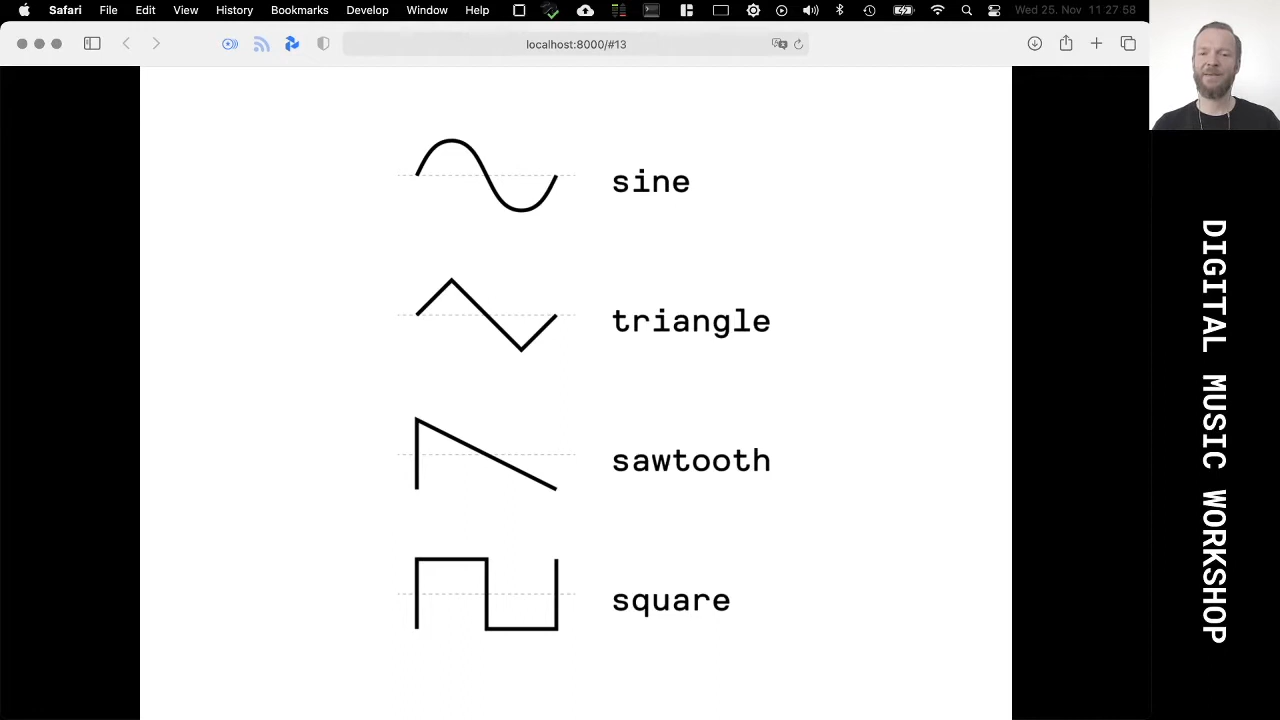 Safari File Edit View History Bookmarks Develop Window Help Wed 25. Nov 11 27 58
localhost:8000/#13
sine
triangle
sawtooth
square
DIGITAL MUSIC WORKSHOP